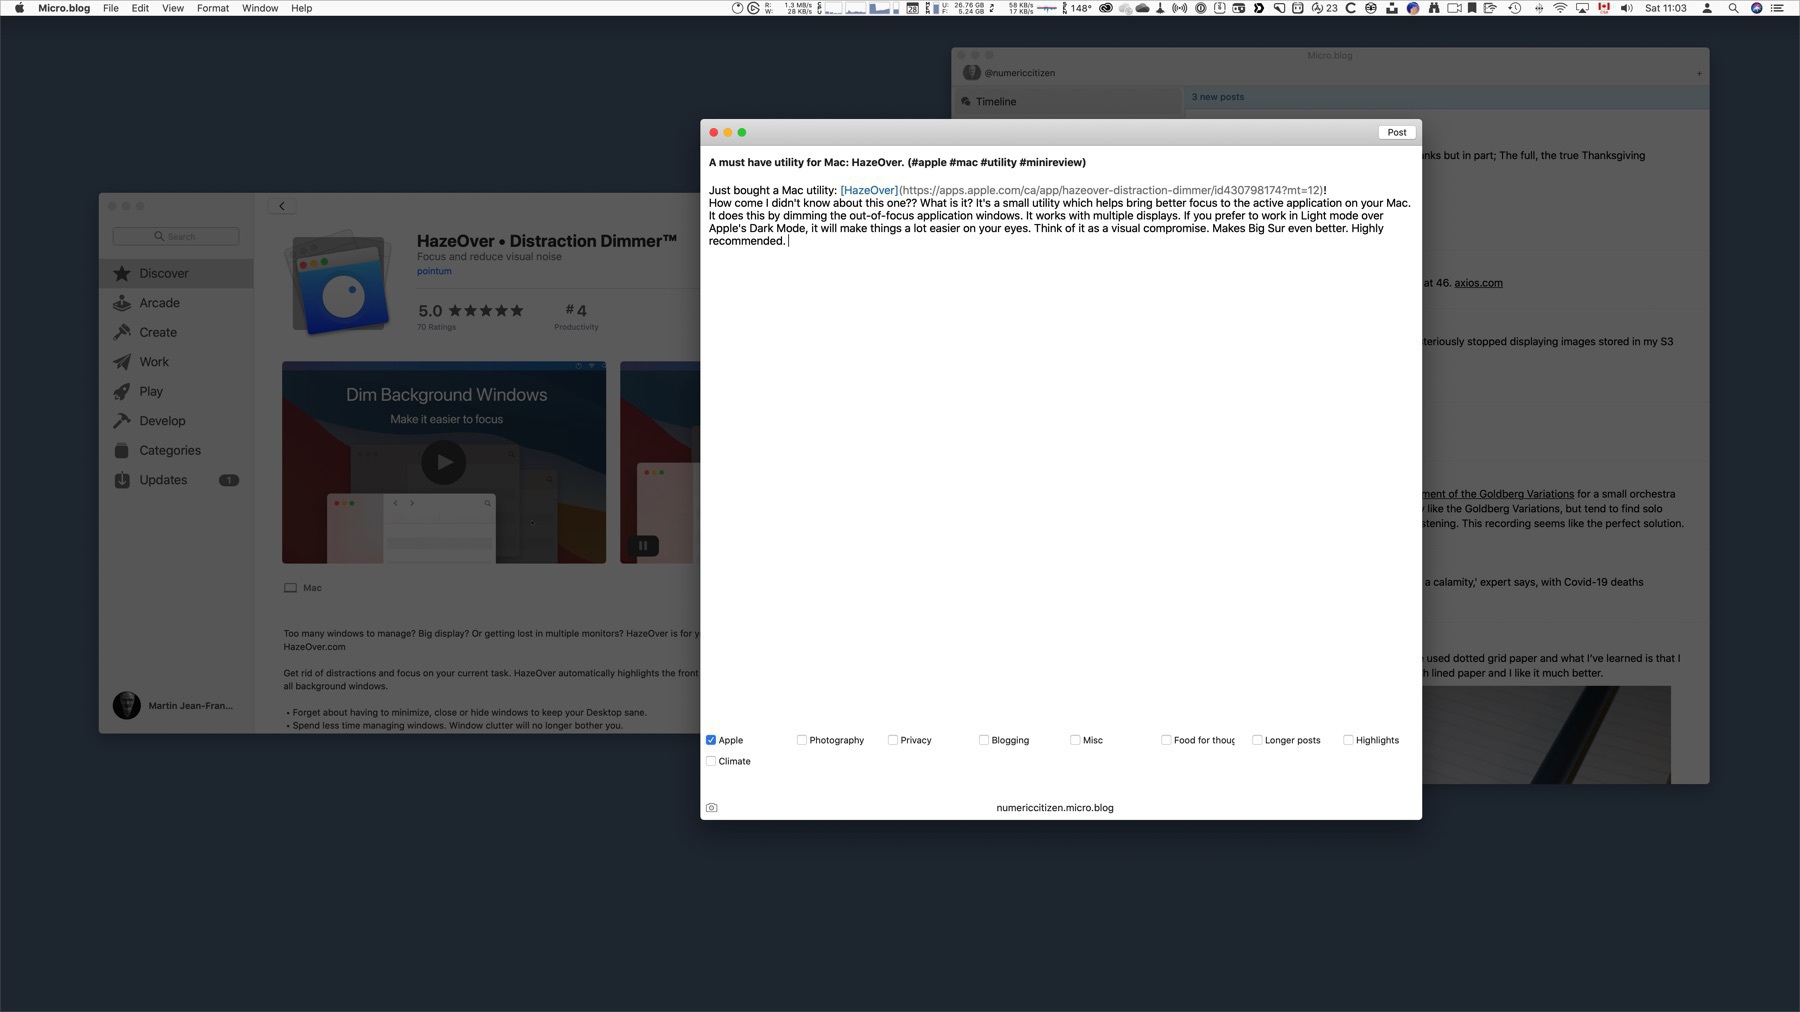 Micro.blog File Edit View Format Window Help
R: 1.3 MB/s
W: 28 KB/s
28
U: 26.76 GB
F: 5.24 GB
58 KB/s
17 KB/s
148°
23
Sat 11:03
Micro.blog
@numericcitizen
+
Timeline
3 new posts
Post
A must have utility for Mac: HazeOver. (#apple #mac #utility #minireview)
Just bought a Mac utility: [HazeOver](https://apps.apple.com/ca/app/hazeover-distraction-dimmer/id430798174?mt=12)!
How come I didn't know about this one?? What is it? It's a small utility which helps bring better focus to the active application on your Mac.
It does this by dimming the out-of-focus application windows. It works with multiple displays. If you prefer to work in Light mode over
Apple's Dark Mode, it will make things a lot easier on your eyes. Think of it as a visual compromise. Makes Big Sur even better. Highly
recommended.
Apple
Photography
Privacy
Blogging
Misc
Food for thoug
Longer posts
Highlights
Climate
numericcitizen.micro.blog
Search
Discover
Arcade
Create
Work
Play
Develop
Categories
Updates 1
Martin Jean-Fran...
HazeOver • Distraction Dimmer™
Focus and reduce visual noise
pointum
5.0 ★★★★★
70 Ratings
#4
Productivity
Dim Background Windows
Make it easier to focus
Mac
Too many windows to manage? Big display? Or getting lost in multiple monitors? HazeOver is for y
HazeOver.com
Get rid of distractions and focus on your current task. HazeOver automatically highlights the front
all background windows.
• Forget about having to minimize, close or hide windows to keep your Desktop sane.
• Spend less time managing windows. Window clutter will no longer bother you.
nks but in part; The full, the true Thanksgiving
at 46. axios.com
teriously stopped displaying images stored in my S3
ment of the Goldberg Variations for a small orchestra
like the Goldberg Variations, but tend to find solo
stening. This recording seems like the perfect solution.
a calamity,' expert says, with Covid-19 deaths
used dotted grid paper and what I've learned is that I
h lined paper and I like it much better.